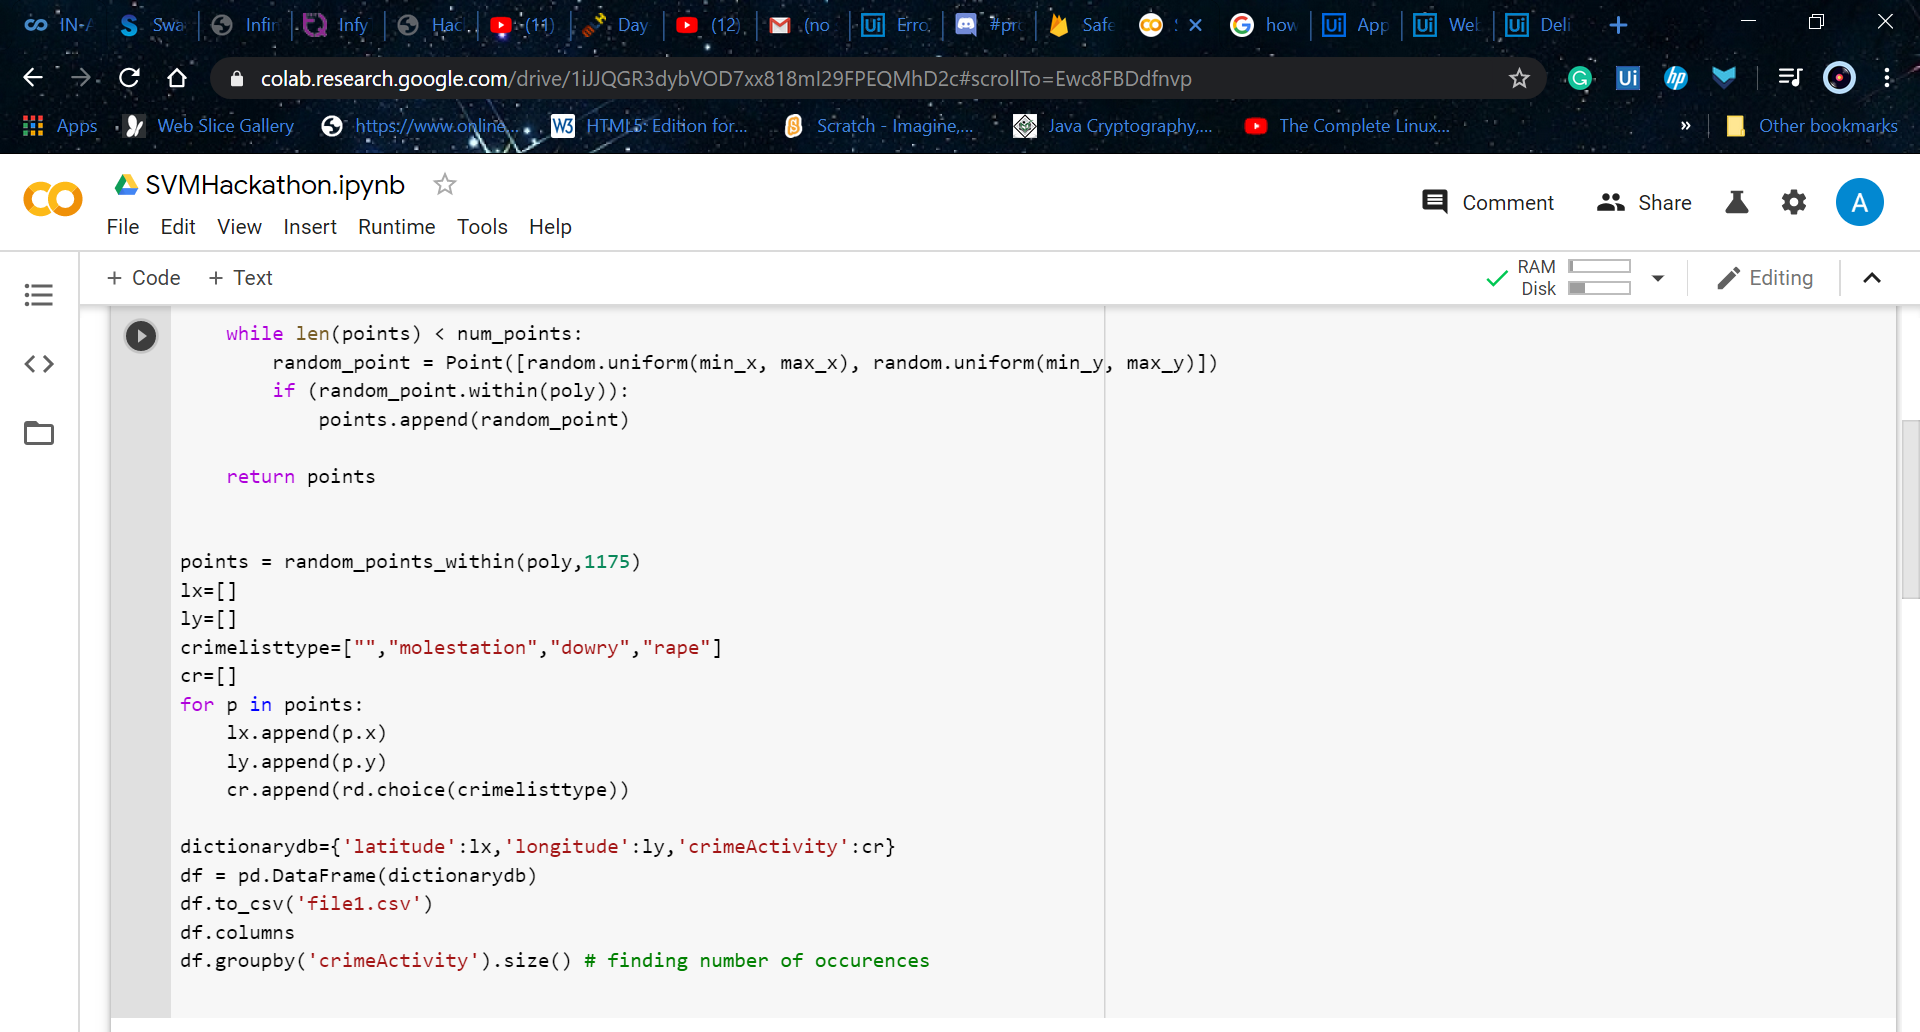 IN-A Swa Infin Infy Hac (11) Day (12) (no Erro #pro Safe S how App Wel Deli
colab.research.google.com/drive/1iJJQGR3dybVOD7xx818mI29FPEQMhD2c#scrollTo=Ewc8FBDdfnvp
Apps Web Slice Gallery https://www.online... HTML5: Edition for... Scratch - Imagine,... Java Cryptography,... The Complete Linux... » Other bookmarks
SVMHackathon.ipynb
File Edit View Insert Runtime Tools Help
Comment Share A
+ Code + Text
RAM
Disk
Editing
while len(points) < num_points:
random_point = Point([random.uniform(min_x, max_x), random.uniform(min_y, max_y)])
if (random_point.within(poly)):
points.append(random_point)
return points
points = random_points_within(poly,1175)
lx=[]
ly=[]
crimelisttype=["","molestation","dowry","rape"]
cr=[]
for p in points:
lx.append(p.x)
ly.append(p.y)
cr.append(rd.choice(crimelisttype))
dictionarydb={'latitude':lx,'longitude':ly,'crimeActivity':cr}
df = pd.DataFrame(dictionarydb)
df.to_csv('file1.csv')
df.columns
df.groupby('crimeActivity').size() # finding number of occurences